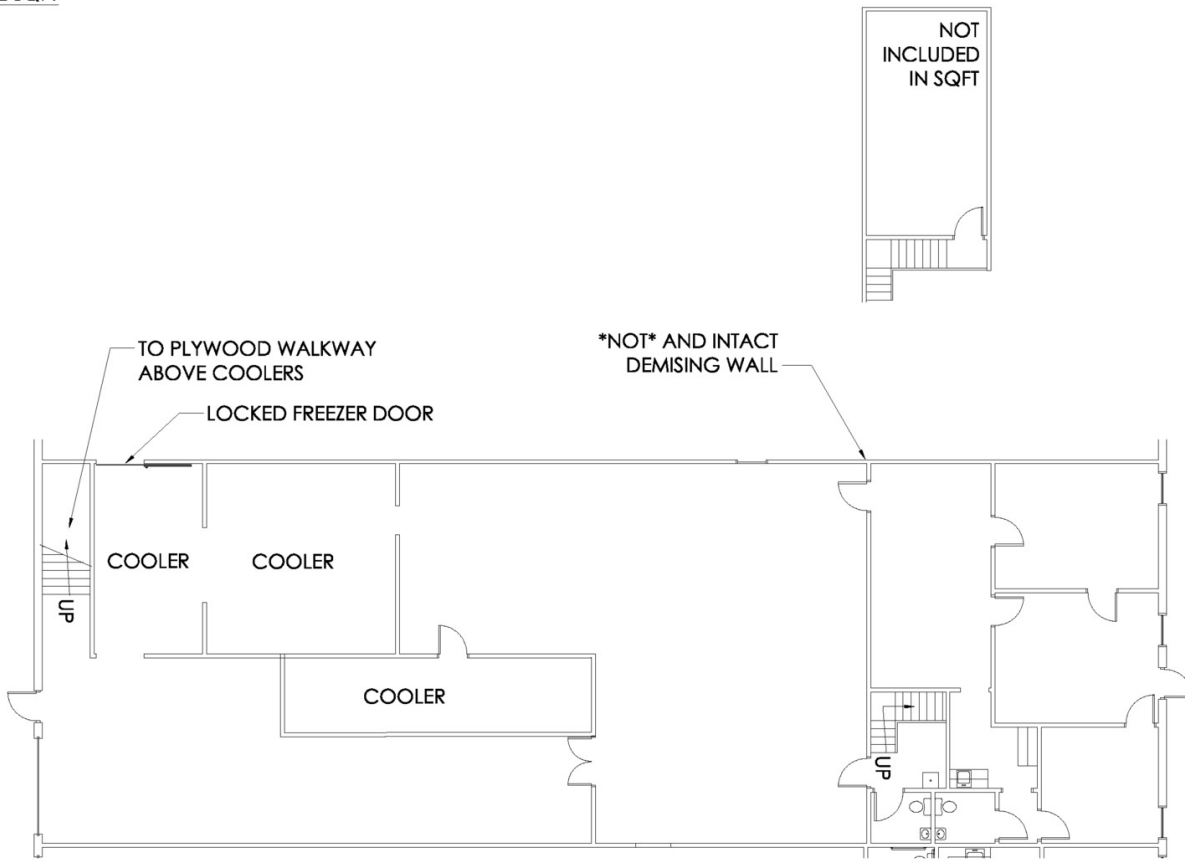 NOT
INCLUDED
IN SQFT
TO PLYWOOD WALKWAY
ABOVE COOLERS
*NOT* AND INTACT
DEMISING WALL
LOCKED FREEZER DOOR
COOLER
COOLER
UP
COOLER
UP